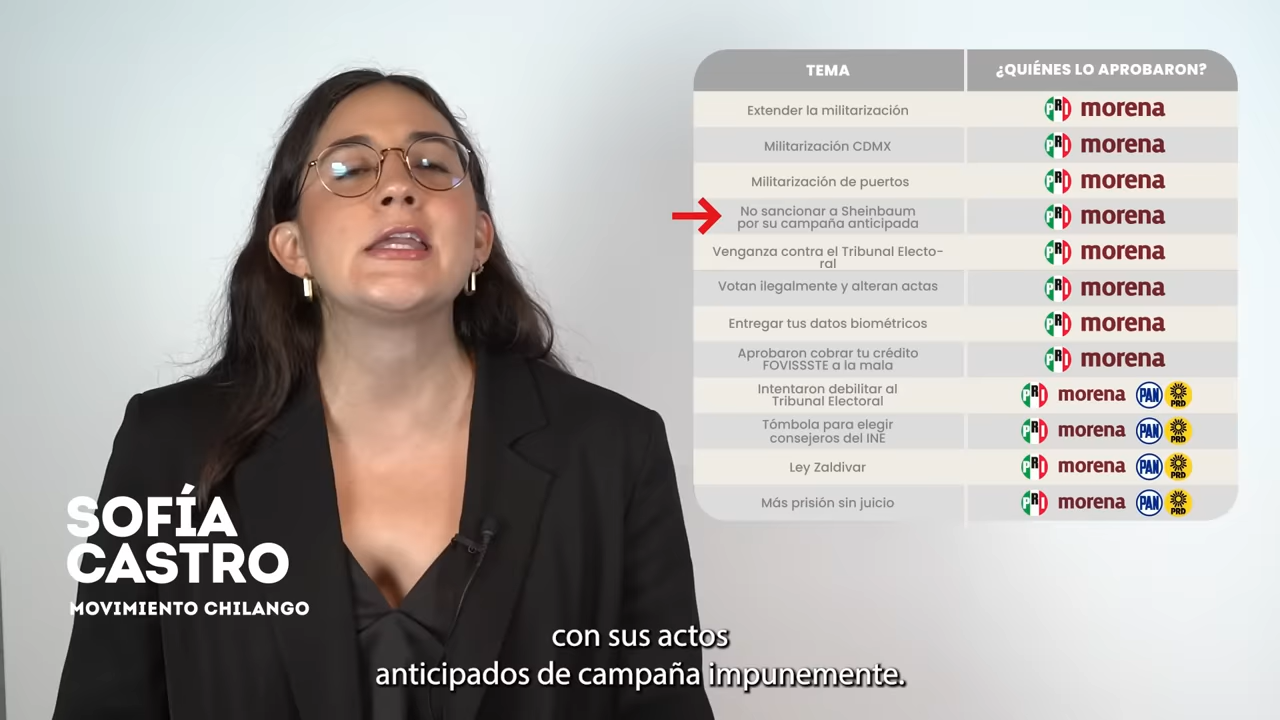 TEMA
¿QUIÉNES LO APROBARON?
Extender la militarización
PRI morena
Militarización CDMX
PRI morena
Militarización de puertos
PRI morena
No sancionar a Sheinbaum
por su campaña anticipada
PRI morena
Venganza contra el Tribunal Electo-
ral
PRI morena
Votan ilegalmente y alteran actas
PRI morena
Entregar tus datos biométricos
PRI morena
Aprobaron cobrar tu crédito
FOVISSSTE a la mala
PRI morena
Intentaron debilitar al
Tribunal Electoral
PRI morena PAN PRD
Tómbola para elegir
consejeros del INE
PRI morena PAN PRD
Ley Zaldivar
PRI morena PAN PRD
Más prisión sin juicio
PRI morena PAN PRD
SOFÍA
CASTRO
MOVIMIENTO CHILANGO
con sus actos
anticipados de campaña impunemente.